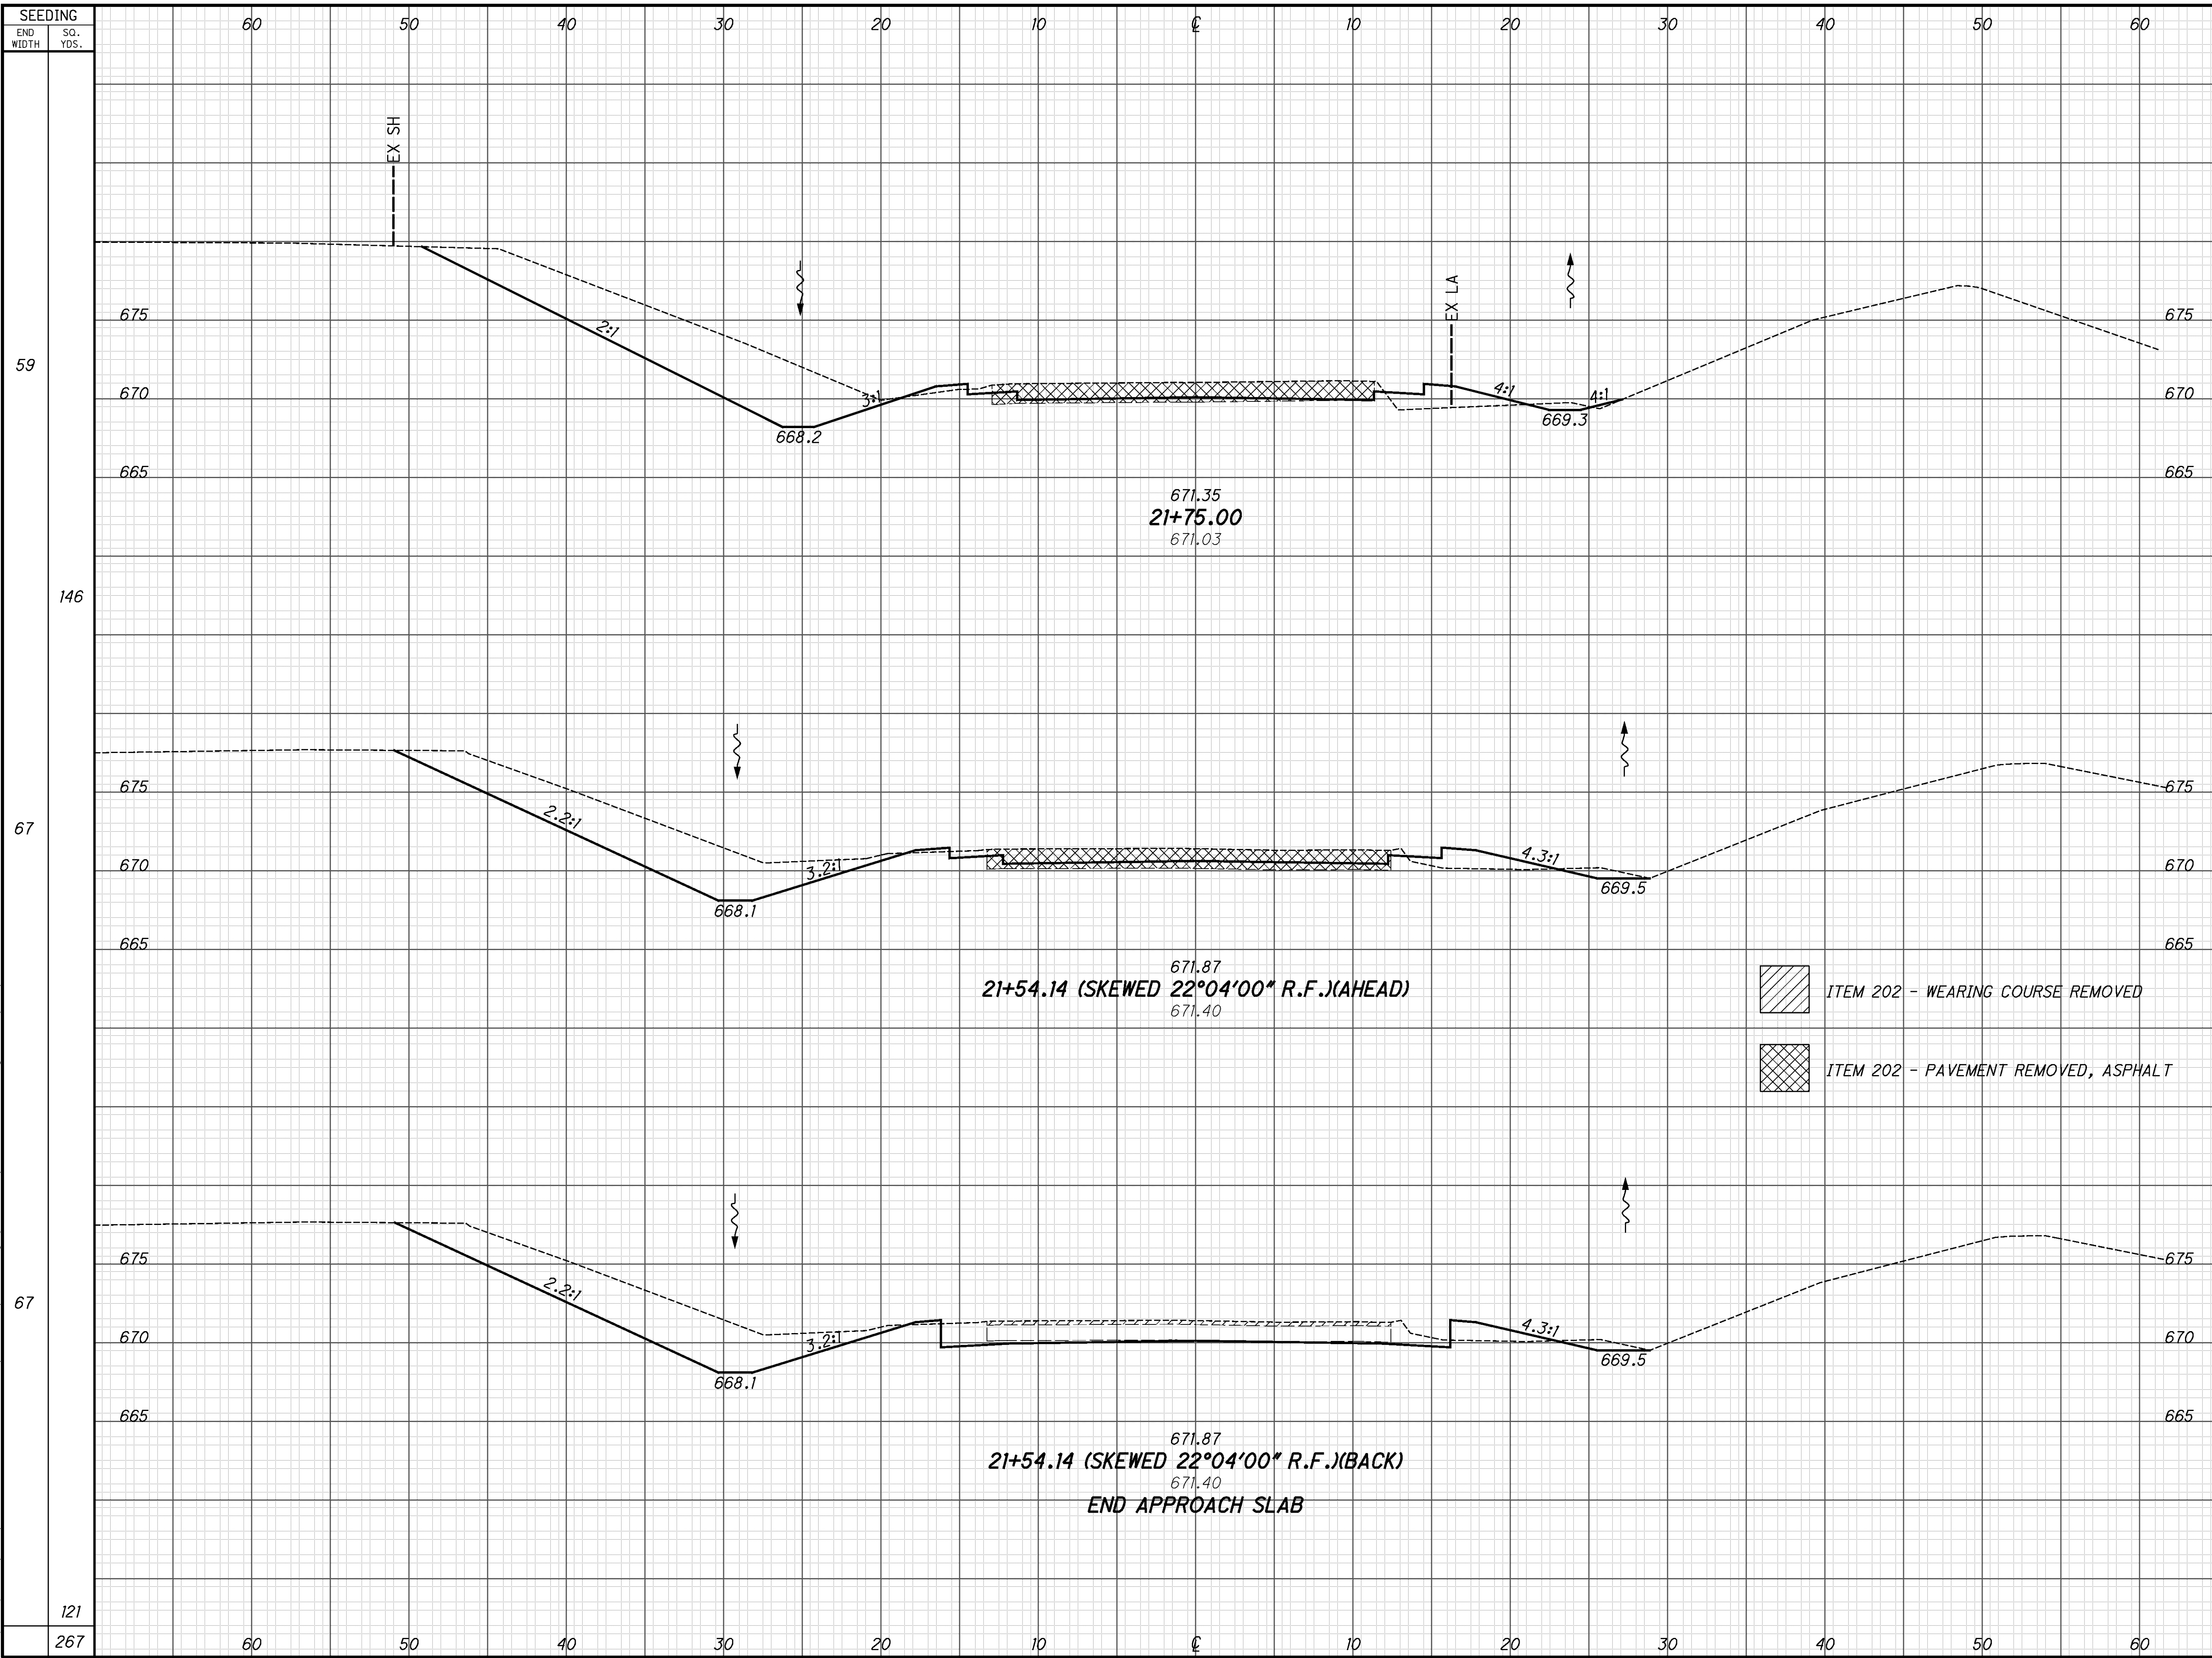 SEEDING
END WIDTH
SQ. YDS.
60 50 40 30 20 10 ℄ 10 20 30 40 50 60
EX SH
EX LA
675 675
2:1
59
670 3:1 4:1 4:1 670
668.2 669.3
665 665
671.35
21+75.00
671.03
146
675 675
2.2:1
67
670 3.2:1 4.3:1 670
668.1 669.5
665 665
671.87
21+54.14 (SKEWED 22°04'00" R.F.)(AHEAD)
671.40
ITEM 202 - WEARING COURSE REMOVED
ITEM 202 - PAVEMENT REMOVED, ASPHALT
675 675
2.2:1
67
670 3.2:1 4.3:1 670
668.1 669.5
665 665
671.87
21+54.14 (SKEWED 22°04'00" R.F.)(BACK)
671.40
END APPROACH SLAB
121
267
60 50 40 30 20 10 ℄ 10 20 30 40 50 60